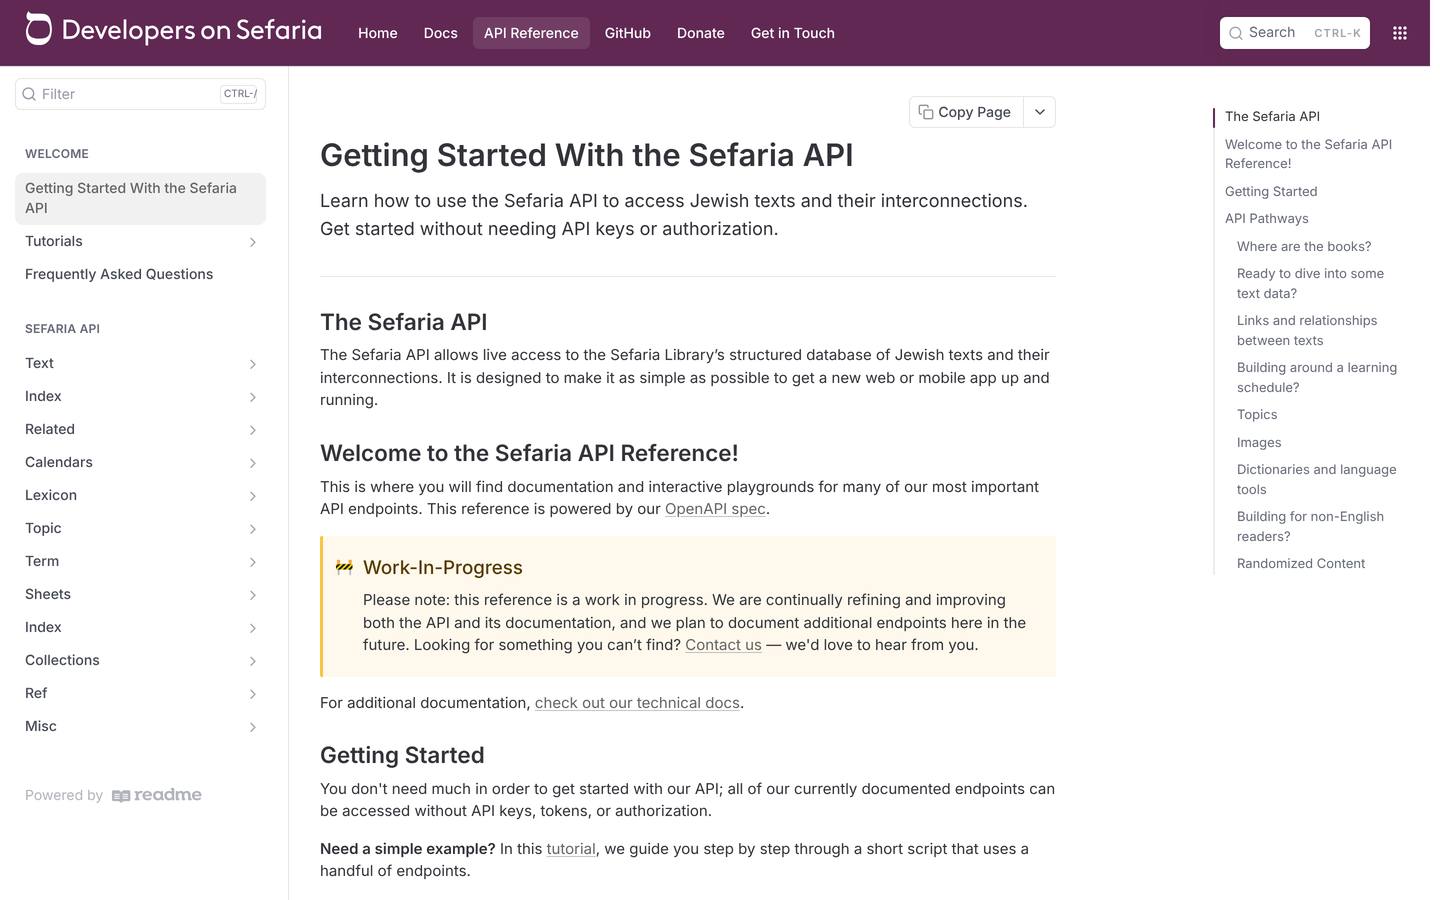 Developers on Sefaria
Home
Docs
API Reference
GitHub
Donate
Get in Touch
Search
CTRL-K
Filter
CTRL-/
WELCOME
Getting Started With the Sefaria
API
Tutorials
Frequently Asked Questions
SEFARIA API
Text
Index
Related
Calendars
Lexicon
Topic
Term
Sheets
Index
Collections
Ref
Misc
Powered by readme
Copy Page
Getting Started With the Sefaria API
Learn how to use the Sefaria API to access Jewish texts and their interconnections.
Get started without needing API keys or authorization.
The Sefaria API
The Sefaria API allows live access to the Sefaria Library’s structured database of Jewish texts and their
interconnections. It is designed to make it as simple as possible to get a new web or mobile app up and
running.
Welcome to the Sefaria API Reference!
This is where you will find documentation and interactive playgrounds for many of our most important
API endpoints. This reference is powered by our OpenAPI spec.
🚧 Work-In-Progress
Please note: this reference is a work in progress. We are continually refining and improving
both the API and its documentation, and we plan to document additional endpoints here in the
future. Looking for something you can’t find? Contact us — we'd love to hear from you.
For additional documentation, check out our technical docs.
Getting Started
You don't need much in order to get started with our API; all of our currently documented endpoints can
be accessed without API keys, tokens, or authorization.
Need a simple example? In this tutorial, we guide you step by step through a short script that uses a
handful of endpoints.
The Sefaria API
Welcome to the Sefaria API
Reference!
Getting Started
API Pathways
Where are the books?
Ready to dive into some
text data?
Links and relationships
between texts
Building around a learning
schedule?
Topics
Images
Dictionaries and language
tools
Building for non-English
readers?
Randomized Content